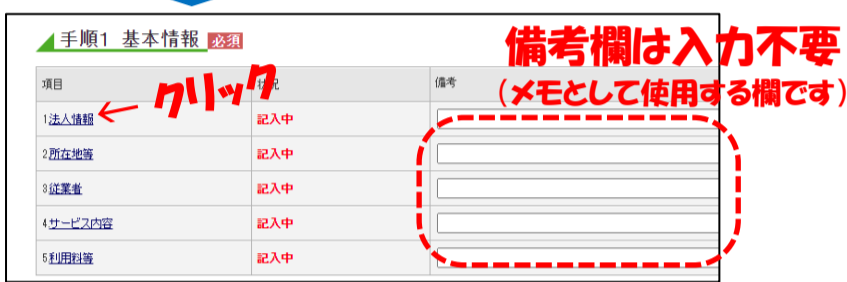 手順1 基本情報 必須
備考欄は入力不要
(メモとして使用する欄です)
項目
状況
備考
クリック
1法人情報
記入中
2所在地等
記入中
3従業者
記入中
4サービス内容
記入中
5利用料等
記入中